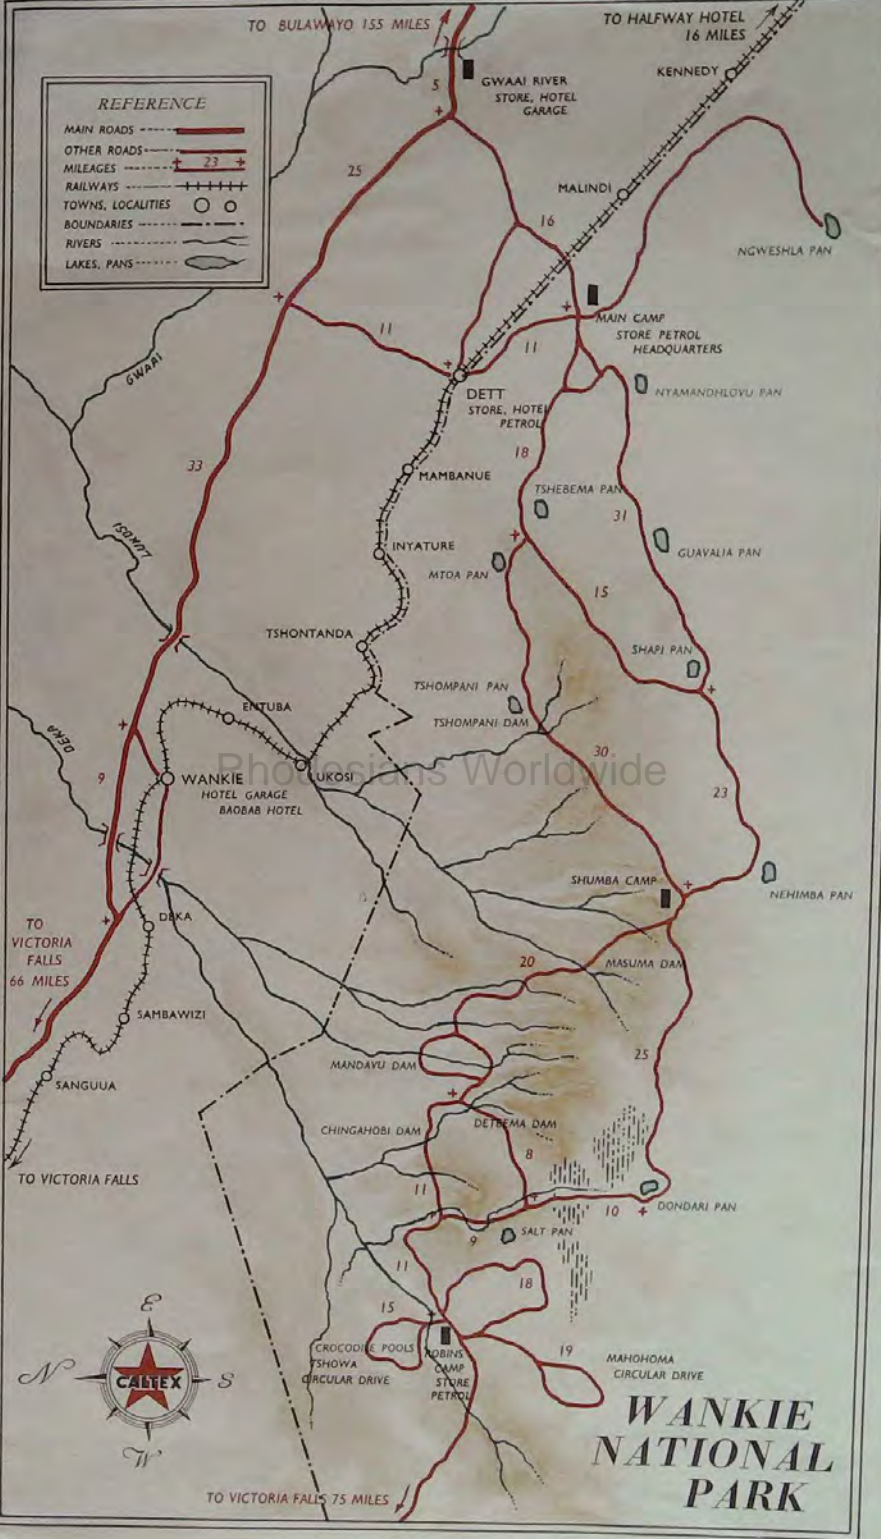 TO BULAWAYO 155 MILES
TO HALFWAY HOTEL
16 MILES
KENNEDY
5
GWAAI RIVER
STORE, HOTEL
GARAGE
REFERENCE
MAIN ROADS
OTHER ROADS
MILEAGES 23
RAILWAYS
TOWNS, LOCALITIES
BOUNDARIES
RIVERS
LAKES, PANS
25
MALINDI
16
NGWESHLA PAN
MAIN CAMP
STORE PETROL
HEADQUARTERS
11
11
GWAAI
DETT
STORE, HOTEL
PETROL
NYAMANDHLOVU PAN
18
33
MAMBANUE
TSHEBEMA PAN
31
LUKOSI
INYATURE
GUAVALIA PAN
MTOA PAN
15
TSHONTANDA
SHAPI PAN
TSHOMPANI PAN
TSHOMPANI DAM
ENTUBA
DEKA
30
9
WANKIE
HOTEL GARAGE
BAOBAB HOTEL
LUKOSI
Rhodesians Worldwide
23
SHUMBA CAMP
NEHIMBA PAN
DEKA
TO
VICTORIA
FALLS
66 MILES
20
MASUMA DAM
SAMBAWIZI
25
MANDAVU DAM
SANGUUA
CHINGAHOBI DAM
DETEEMA DAM
8
TO VICTORIA FALLS
11
10
DONDARI PAN
9
SALT PAN
11
18
15
CROCODILE POOLS
TSHOWA
CIRCULAR DRIVE
ROBINS
CAMP
STORE
PETROL
19
MAHOHOMA
CIRCULAR DRIVE
E
N
CALTEX
S
W
WANKIE
NATIONAL
PARK
TO VICTORIA FALLS 75 MILES